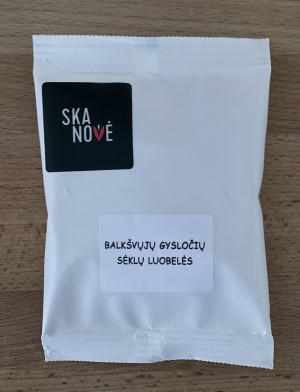 SKA
NOVĖ
BALKŠVŲJŲ GYSLOČIŲ
SĖKLŲ LUOBELĖS